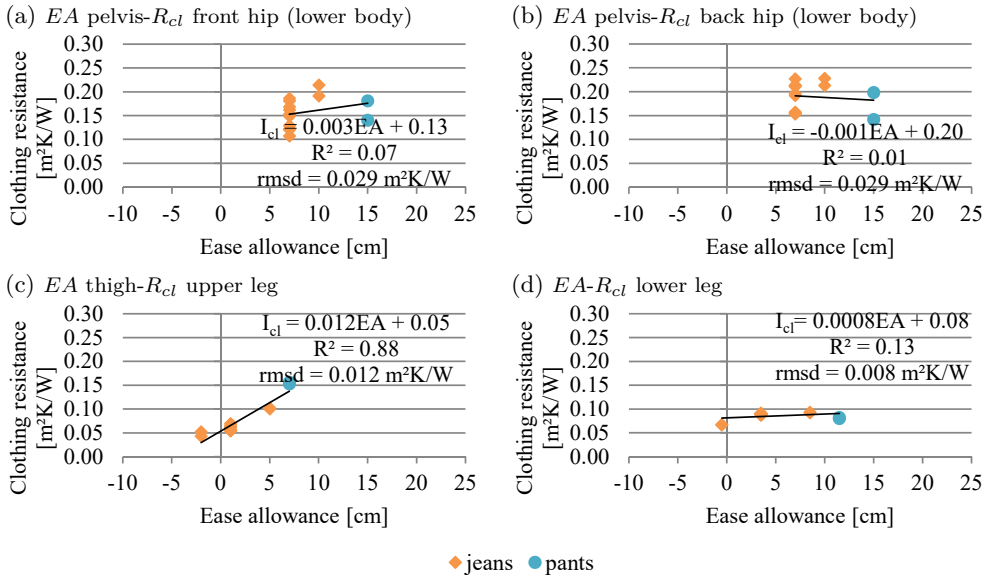 (a) EA pelvis-Rcl front hip (lower body)
Clothing resistance
[m²K/W]
0.30
0.25
0.20
0.15
0.10
0.05
0.00
Icl = 0.003EA + 0.13
R² = 0.07
rmsd = 0.029 m²K/W
-10 -5 0 5 10 15 20 25
Ease allowance [cm]
(b) EA pelvis-Rcl back hip (lower body)
Clothing resistance
[m²K/W]
0.30
0.25
0.20
0.15
0.10
0.05
0.00
Icl = -0.001EA + 0.20
R² = 0.01
rmsd = 0.029 m²K/W
-10 -5 0 5 10 15 20 25
Ease allowance [cm]
(c) EA thigh-Rcl upper leg
Clothing resistance
[m²K/W]
0.30
0.25
0.20
0.15
0.10
0.05
0.00
Icl = 0.012EA + 0.05
R² = 0.88
rmsd = 0.012 m²K/W
-10 -5 0 5 10 15 20 25
Ease allowance [cm]
(d) EA-Rcl lower leg
Clothing resistance
[m²K/W]
0.30
0.25
0.20
0.15
0.10
0.05
0.00
Icl = 0.0008EA + 0.08
R² = 0.13
rmsd = 0.008 m²K/W
-10 -5 0 5 10 15 20 25
Ease allowance [cm]
jeans pants